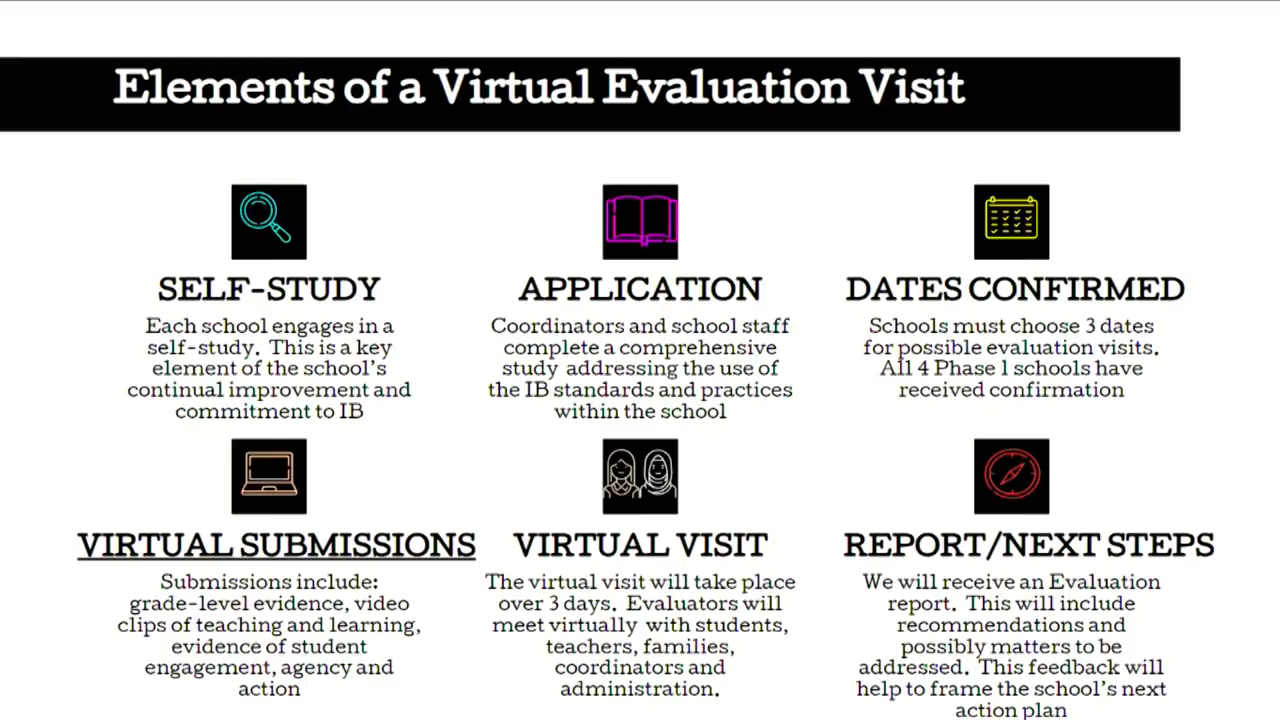 Elements of a Virtual Evaluation Visit
SELF-STUDY
Each school engages in a
self-study. This is a key
element of the school's
continual improvement and
commitment to IB
APPLICATION
Coordinators and school staff
complete a comprehensive
study addressing the use of
the IB standards and practices
within the school
DATES CONFIRMED
Schools must choose 3 dates
for possible evaluation visits.
All 4 Phase 1 schools have
received confirmation
VIRTUAL SUBMISSIONS
Submissions include:
grade-level evidence, video
clips of teaching and learning,
evidence of student
engagement, agency and
action
VIRTUAL VISIT
The virtual visit will take place
over 3 days. Evaluators will
meet virtually with students,
teachers, families,
coordinators and
administration.
REPORT/NEXT STEPS
We will receive an Evaluation
report. This will include
recommendations and
possibly matters to be
addressed. This feedback will
help to frame the school's next
action plan